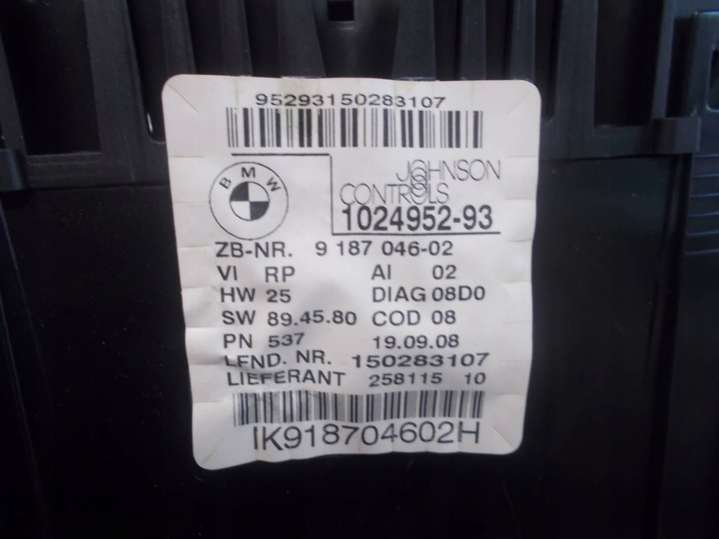 95293150283107
BMW
JOHNSON
CONTROLS
1024952-93
ZB-NR. 9 187 046-02
VI RP AI 02
HW 25 DIAG 08D0
SW 89.45.80 COD 08
PN 537 19.09.08
LFND. NR. 150283107
LIEFERANT 258115 10
IK918704602H